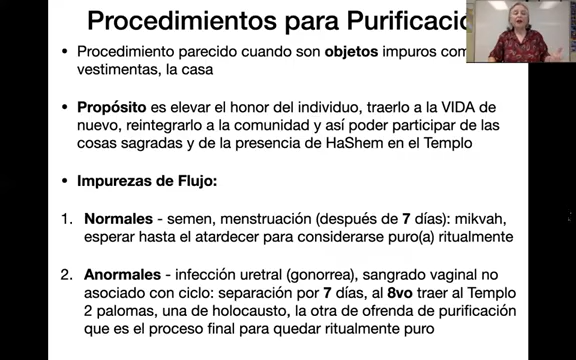 Procedimientos para Purificació
• Procedimiento parecido cuando son objetos impuros com
vestimentas, la casa
• Propósito es elevar el honor del individuo, traerlo a la VIDA de
nuevo, reintegrarlo a la comunidad y así poder participar de las
cosas sagradas y de la presencia de HaShem en el Templo
• Impurezas de Flujo:
1. Normales - semen, menstruación (después de 7 días): mikvah,
esperar hasta el atardecer para considerarse puro(a) ritualmente
2. Anormales - infección uretral (gonorrea), sangrado vaginal no
asociado con ciclo: separación por 7 días, al 8vo traer al Templo
2 palomas, una de holocausto, la otra de ofrenda de purificación
que es el proceso final para quedar ritualmente puro